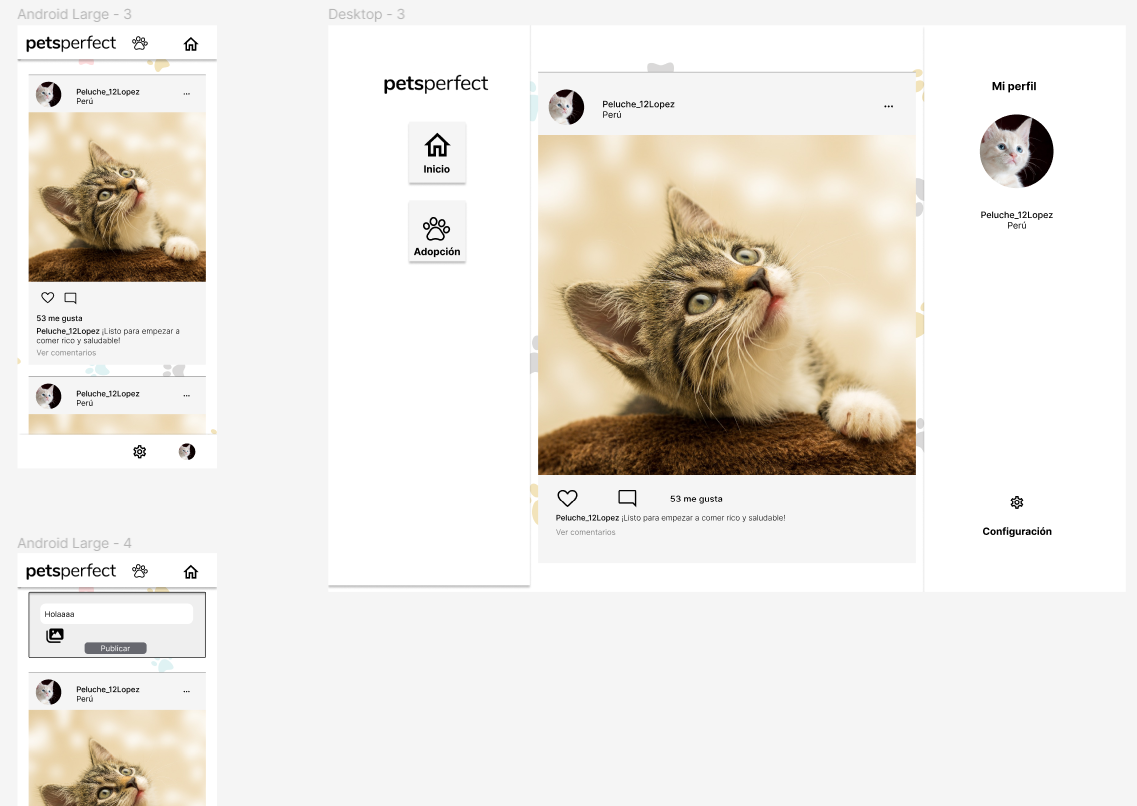 Android Large - 3
petsperfect
Peluche_12Lopez
Perú
...
53 me gusta
Peluche_12Lopez ¡Listo para empezar a
comer rico y saludable!
Ver comentarios
Peluche_12Lopez
Perú
...
Desktop - 3
petsperfect
Inicio
Adopción
Peluche_12Lopez
Perú
...
53 me gusta
Peluche_12Lopez ¡Listo para empezar a comer rico y saludable!
Ver comentarios
Mi perfil
Peluche_12Lopez
Perú
Configuración
Android Large - 4
petsperfect
Holaaaa
Publicar
Peluche_12Lopez
Perú
...